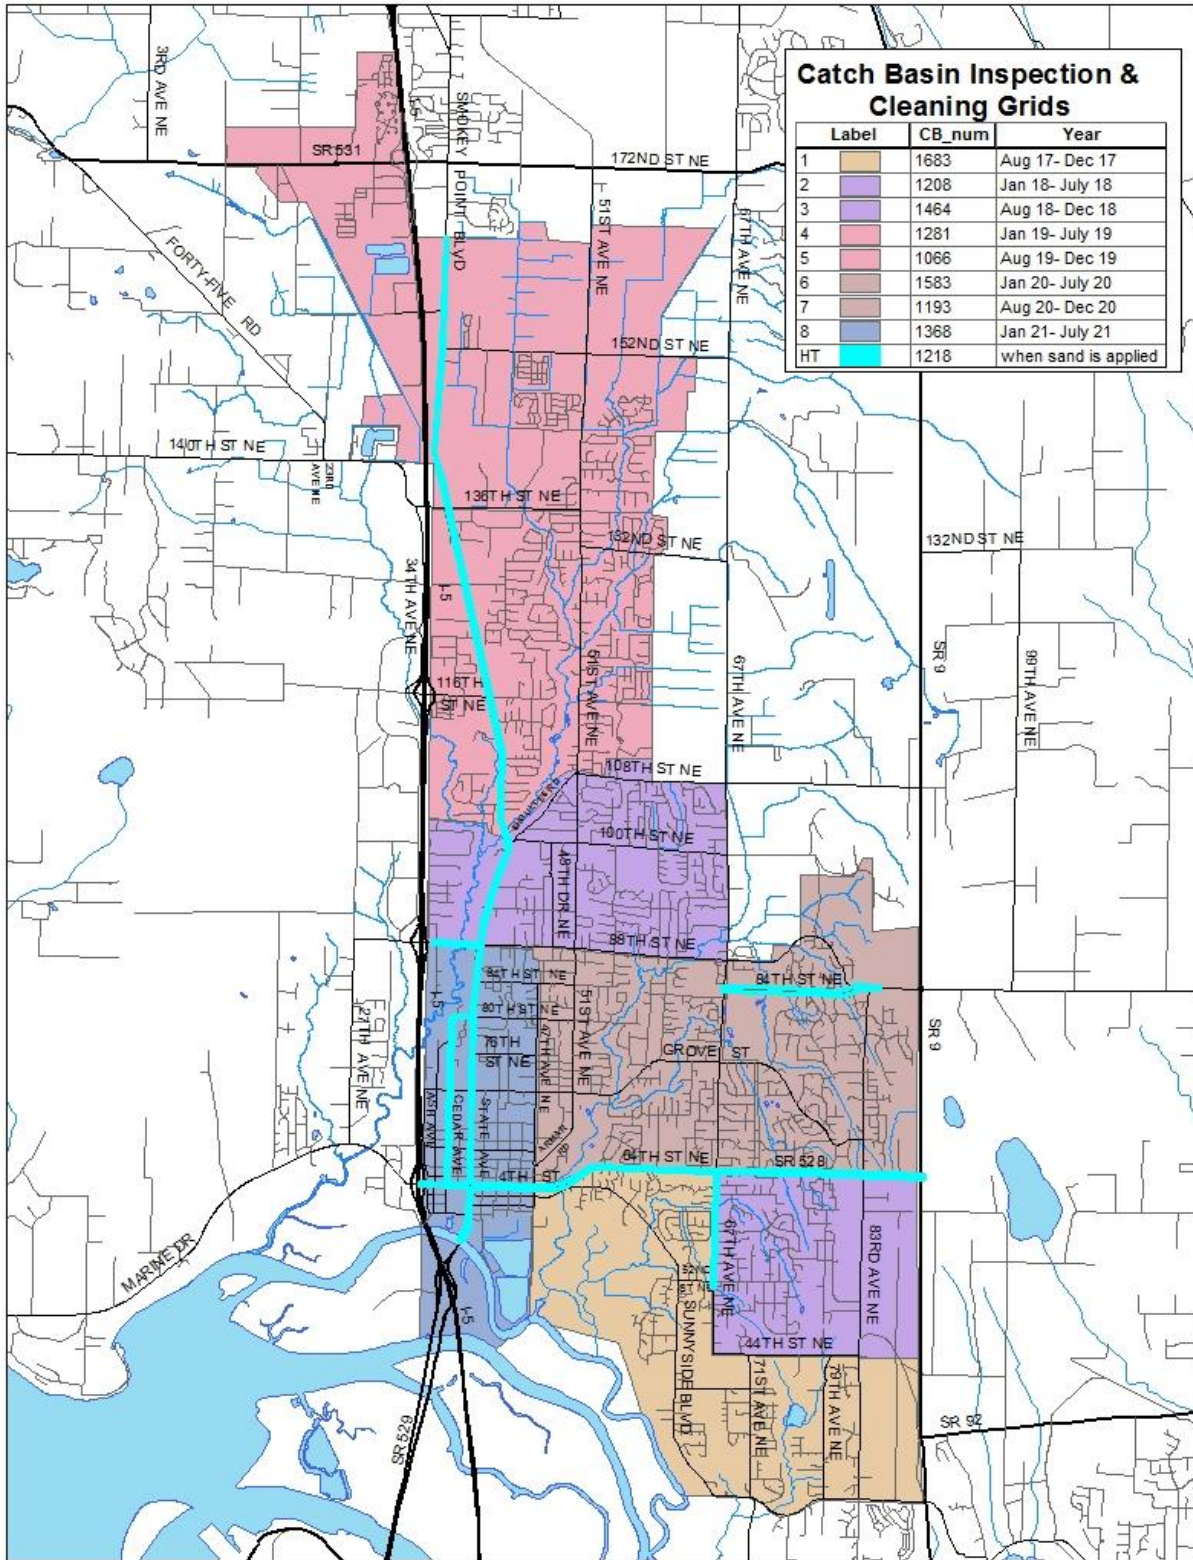 Catch Basin Inspection &
Cleaning Grids
Label CB_num Year
1 1683 Aug 17- Dec 17
2 1208 Jan 18- July 18
3 1464 Aug 18- Dec 18
4 1281 Jan 19- July 19
5 1066 Aug 19- Dec 19
6 1583 Jan 20- July 20
7 1193 Aug 20- Dec 20
8 1368 Jan 21- July 21
HT 1218 when sand is applied
3RD AVE NE
I-5
SMOKEY POINT BLVD
SR 531
172ND ST NE
51ST AVE NE
67TH AVE NE
FORTY-FIVE RD
152ND ST NE
140TH ST NE
23RD
AVE NE
136TH ST NE
132ND ST NE
132ND ST NE
34TH AVE NE
I-5
116TH
ST NE
51ST AVE NE
67TH AVE NE
SR 9
99TH AVE NE
108TH ST NE
100TH ST NE
48TH DR NE
88TH ST NE
84TH ST NE
84TH ST NE
I-5
80TH ST NE
27TH AVE NE
76TH
ST NE
47TH AVE NE
51ST AVE NE
GROVE ST
SR 9
ASH AVE
CEDAR AVE
STATE AVE
ARMAR
RD
64TH ST NE
SR 528
4TH ST
MARINE DR
67TH AVE NE
83RD AVE NE
52ND
ST NE
SUNNYSIDE BLVD
I-5
44TH ST NE
71ST AVE NE
79TH AVE NE
SR 529
SR 92